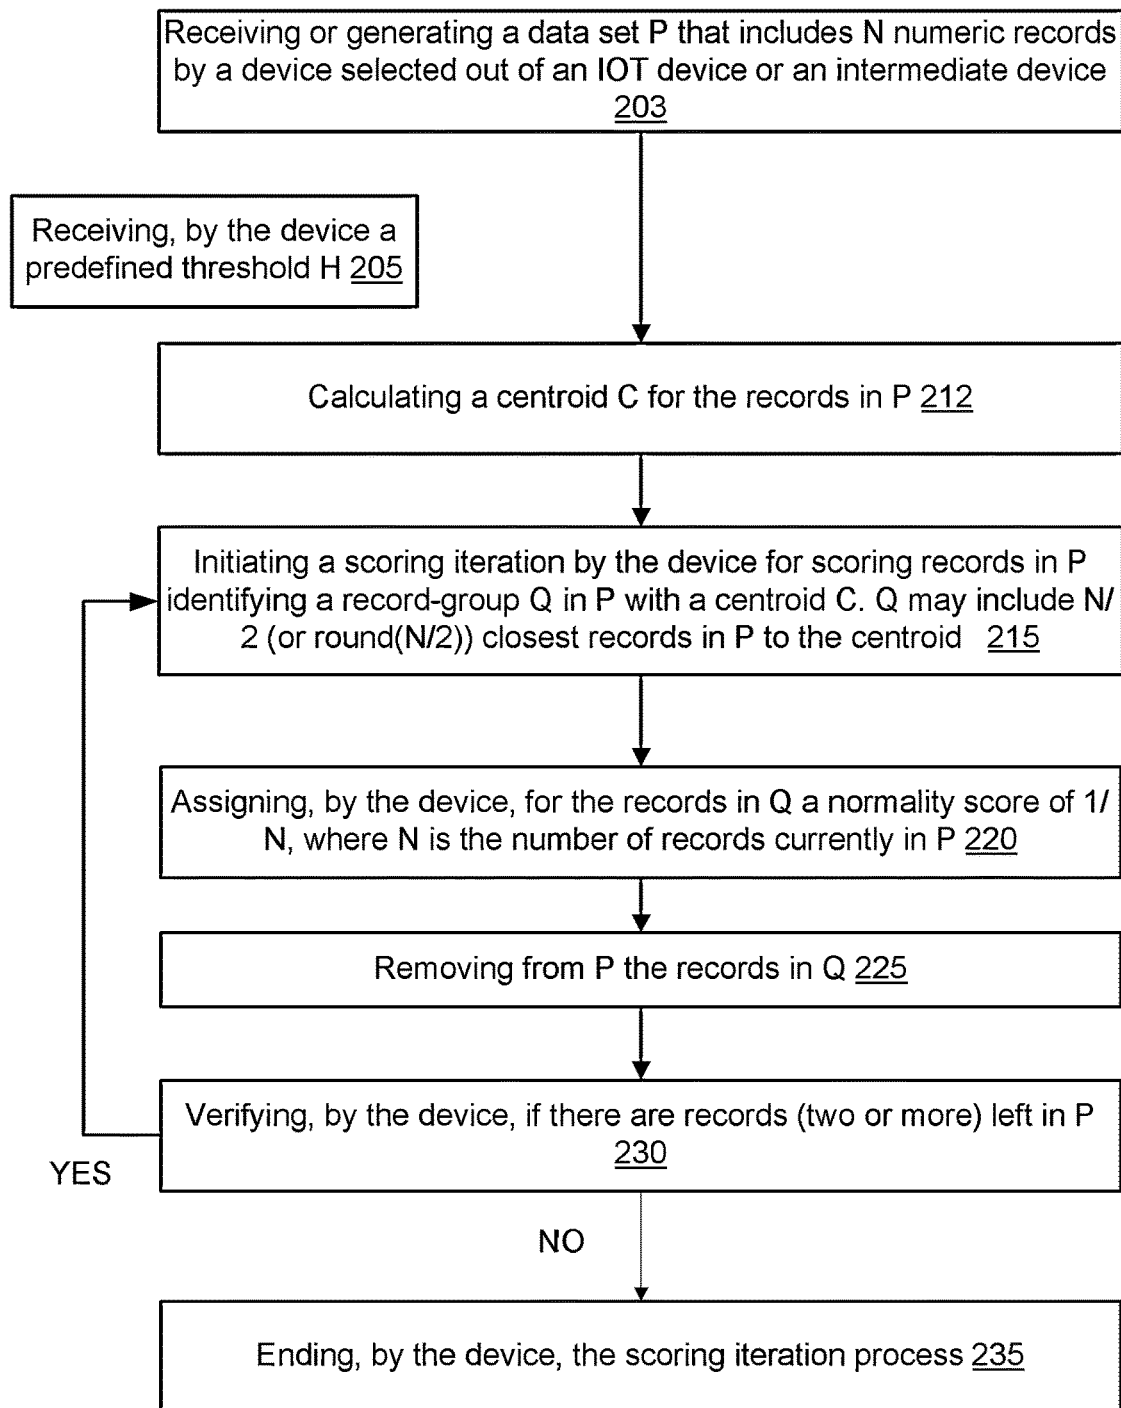 Receiving or generating a data set P that includes N numeric records
by a device selected out of an IOT device or an intermediate device
203
Receiving, by the device a
predefined threshold H 205
Calculating a centroid C for the records in P 212
Initiating a scoring iteration by the device for scoring records in P
identifying a record-group Q in P with a centroid C. Q may include N/
2 (or round(N/2)) closest records in P to the centroid 215
Assigning, by the device, for the records in Q a normality score of 1/
N, where N is the number of records currently in P 220
Removing from P the records in Q 225
Verifying, by the device, if there are records (two or more) left in P
230
YES
NO
Ending, by the device, the scoring iteration process 235